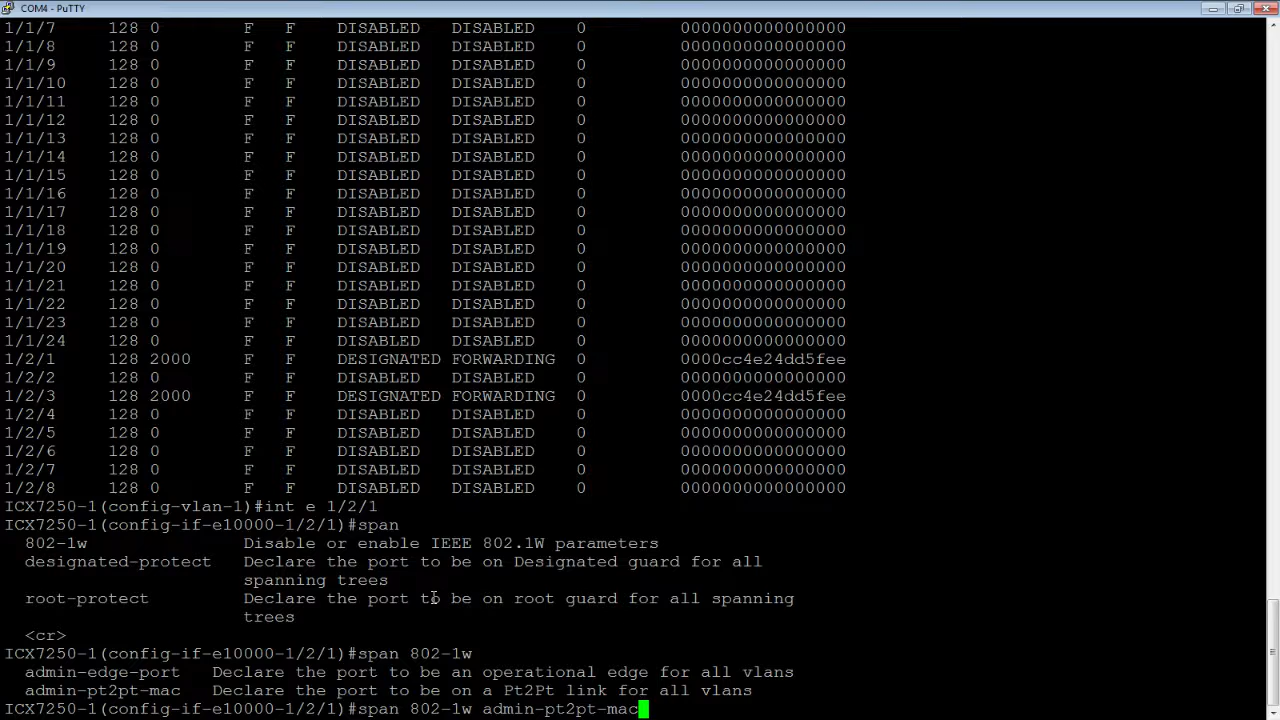 COM4 - PuTTY
1/1/7 128 0 F F DISABLED DISABLED 0 0000000000000000
1/1/8 128 0 F F DISABLED DISABLED 0 0000000000000000
1/1/9 128 0 F F DISABLED DISABLED 0 0000000000000000
1/1/10 128 0 F F DISABLED DISABLED 0 0000000000000000
1/1/11 128 0 F F DISABLED DISABLED 0 0000000000000000
1/1/12 128 0 F F DISABLED DISABLED 0 0000000000000000
1/1/13 128 0 F F DISABLED DISABLED 0 0000000000000000
1/1/14 128 0 F F DISABLED DISABLED 0 0000000000000000
1/1/15 128 0 F F DISABLED DISABLED 0 0000000000000000
1/1/16 128 0 F F DISABLED DISABLED 0 0000000000000000
1/1/17 128 0 F F DISABLED DISABLED 0 0000000000000000
1/1/18 128 0 F F DISABLED DISABLED 0 0000000000000000
1/1/19 128 0 F F DISABLED DISABLED 0 0000000000000000
1/1/20 128 0 F F DISABLED DISABLED 0 0000000000000000
1/1/21 128 0 F F DISABLED DISABLED 0 0000000000000000
1/1/22 128 0 F F DISABLED DISABLED 0 0000000000000000
1/1/23 128 0 F F DISABLED DISABLED 0 0000000000000000
1/1/24 128 0 F F DISABLED DISABLED 0 0000000000000000
1/2/1 128 2000 F F DESIGNATED FORWARDING 0 0000cc4e24dd5fee
1/2/2 128 0 F F DISABLED DISABLED 0 0000000000000000
1/2/3 128 2000 F F DESIGNATED FORWARDING 0 0000cc4e24dd5fee
1/2/4 128 0 F F DISABLED DISABLED 0 0000000000000000
1/2/5 128 0 F F DISABLED DISABLED 0 0000000000000000
1/2/6 128 0 F F DISABLED DISABLED 0 0000000000000000
1/2/7 128 0 F F DISABLED DISABLED 0 0000000000000000
1/2/8 128 0 F F DISABLED DISABLED 0 0000000000000000
ICX7250-1(config-vlan-1)#int e 1/2/1
ICX7250-1(config-if-e10000-1/2/1)#span
802-1w Disable or enable IEEE 802.1W parameters
designated-protect Declare the port to be on Designated guard for all
spanning trees
root-protect Declare the port to be on root guard for all spanning
trees
<cr>
ICX7250-1(config-if-e10000-1/2/1)#span 802-1w
admin-edge-port Declare the port to be an operational edge for all vlans
admin-pt2pt-mac Declare the port to be on a Pt2Pt link for all vlans
ICX7250-1(config-if-e10000-1/2/1)#span 802-1w admin-pt2pt-mac